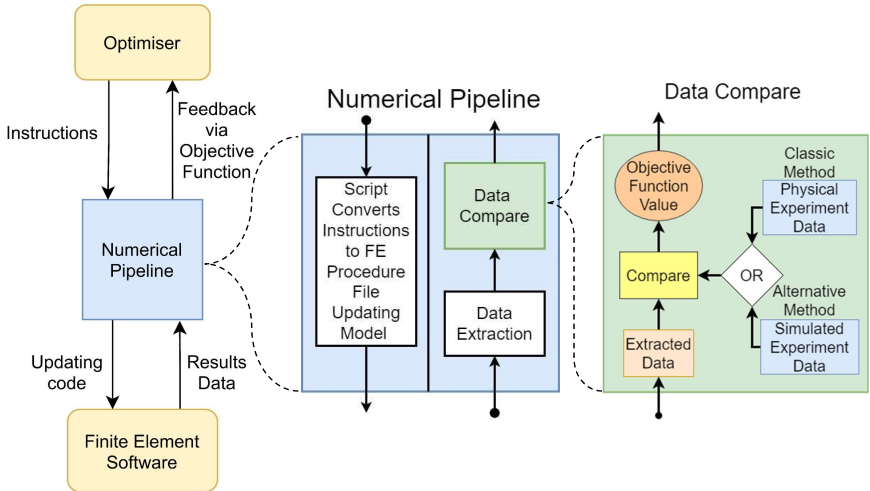 Optimiser
Instructions
Feedback
via
Objective
Function
Numerical
Pipeline
Updating
code
Results
Data
Finite Element
Software
Numerical Pipeline
Script
Converts
Instructions
to FE
Procedure
File
Updating
Model
Data
Compare
Data
Extraction
Data Compare
Objective
Function
Value
Compare
Extracted
Data
Classic
Method
Physical
Experiment
Data
OR
Alternative
Method
Simulated
Experiment
Data